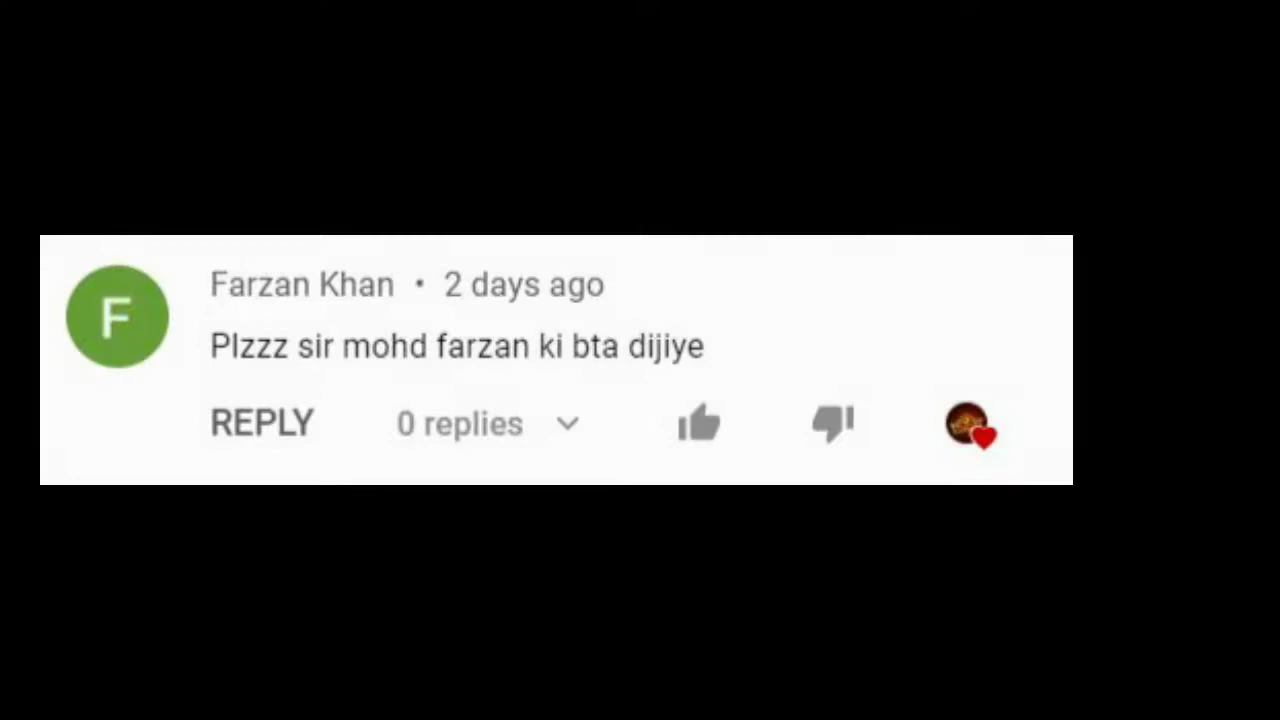 F
Farzan Khan • 2 days ago
Plzzz sir mohd farzan ki bta dijiye
REPLY 0 replies